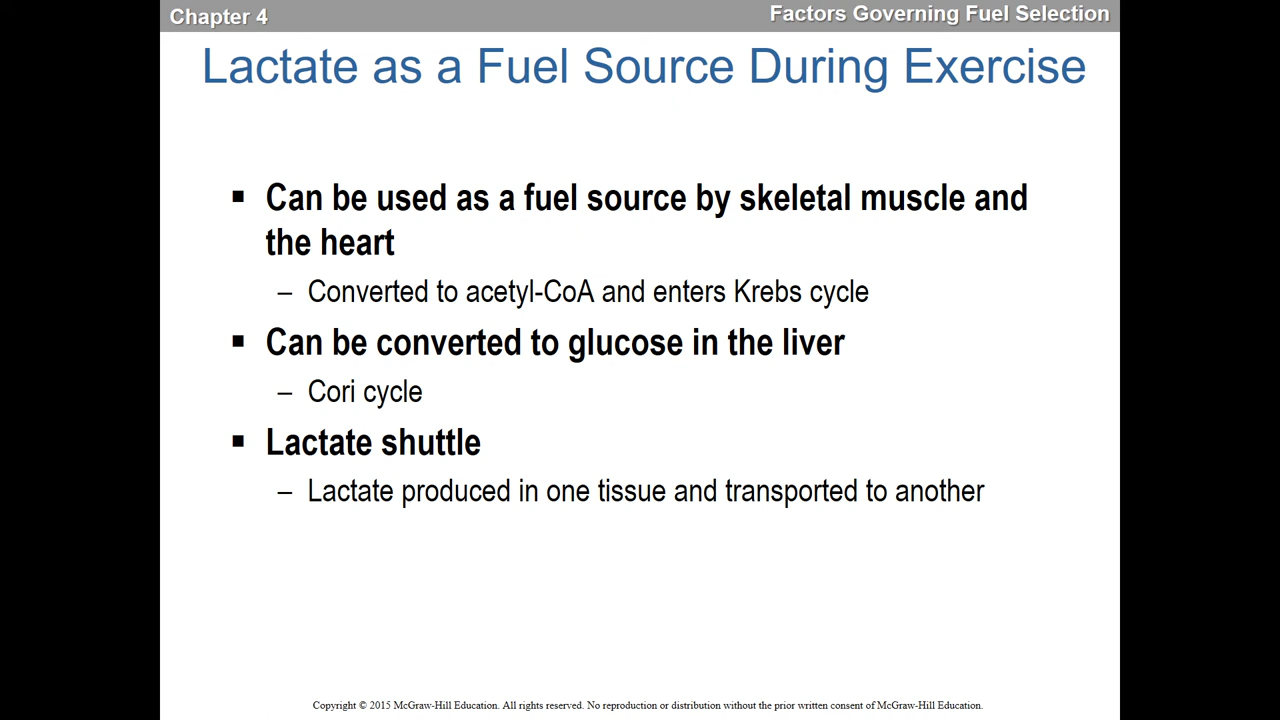 Chapter 4
Factors Governing Fuel Selection
Lactate as a Fuel Source During Exercise
▪ Can be used as a fuel source by skeletal muscle and
the heart
– Converted to acetyl-CoA and enters Krebs cycle
▪ Can be converted to glucose in the liver
– Cori cycle
▪ Lactate shuttle
– Lactate produced in one tissue and transported to another
Copyright © 2015 McGraw-Hill Education. All rights reserved. No reproduction or distribution without the prior written consent of McGraw-Hill Education.